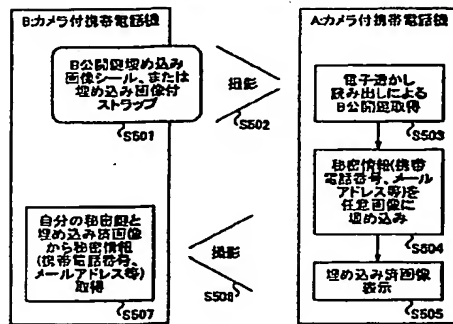 B:カメラ付携帯電話機
B公開鍵埋め込み
画像シール、または
埋め込み画像付
ストラップ
S501
撮影
S502
A:カメラ付携帯電話機
電子透かし
読み出しによる
B公開鍵取得
S503
秘密情報(携帯
電話番号、メール
アドレス等)を
任意画像に
埋め込み
S504
埋め込み済画像
表示
S505
撮影
S506
自分の秘密鍵と
埋め込み済画像
から秘密情報
(携帯電話番号、
メールアドレス等)
取得
S507